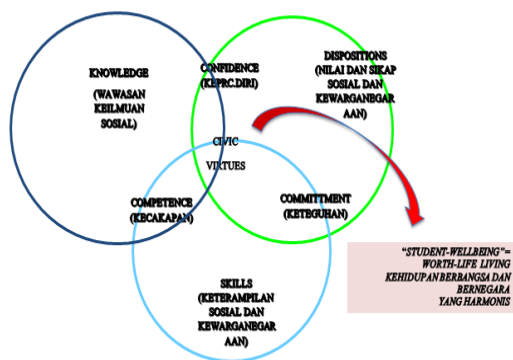 KNOWLEDGE
(WAWASAN
KEILMUAN
SOSIAL)
CONFIDENCE
(KEPRC.DIRI)
DISPOSITIONS
(NILAI DAN SIKAP
SOSIAL DAN
KEWARGANEGAR
AAN)
CIVIC
VIRTUES
COMPETENCE
(KECAKAPAN)
COMMITTMENT
(KETEGUHAN)
SKILLS
(KETERAMPILAN
SOSIAL DAN
KEWARGANEGAR
AAN)
"STUDENT-WELLBEING"=
WORTH-LIFE LIVING
KEHIDUPAN BERBANGSA DAN
BERNEGARA
YANG HARMONIS